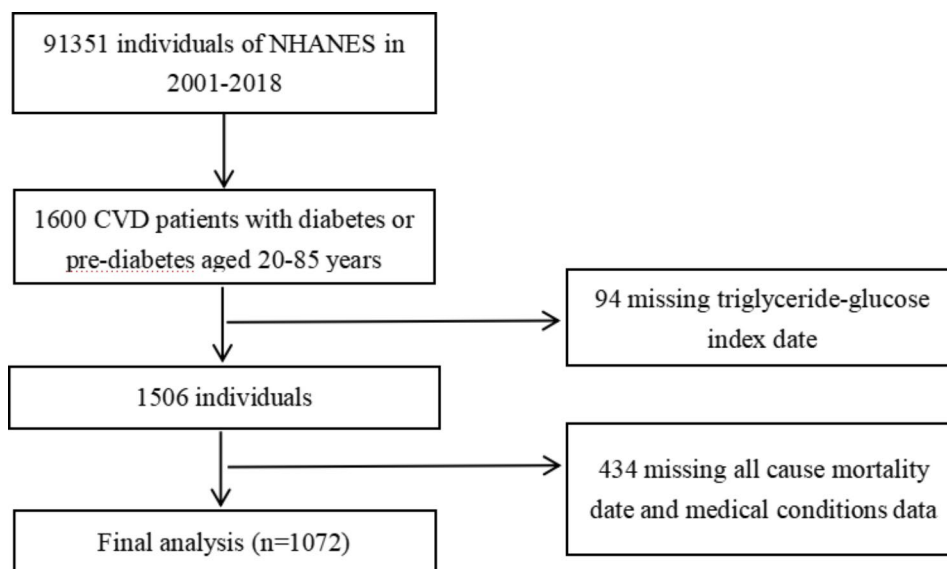 91351 individuals of NHANES in
2001-2018
1600 CVD patients with diabetes or
pre-diabetes aged 20-85 years
94 missing triglyceride-glucose
index date
1506 individuals
434 missing all cause mortality
date and medical conditions data
Final analysis (n=1072)